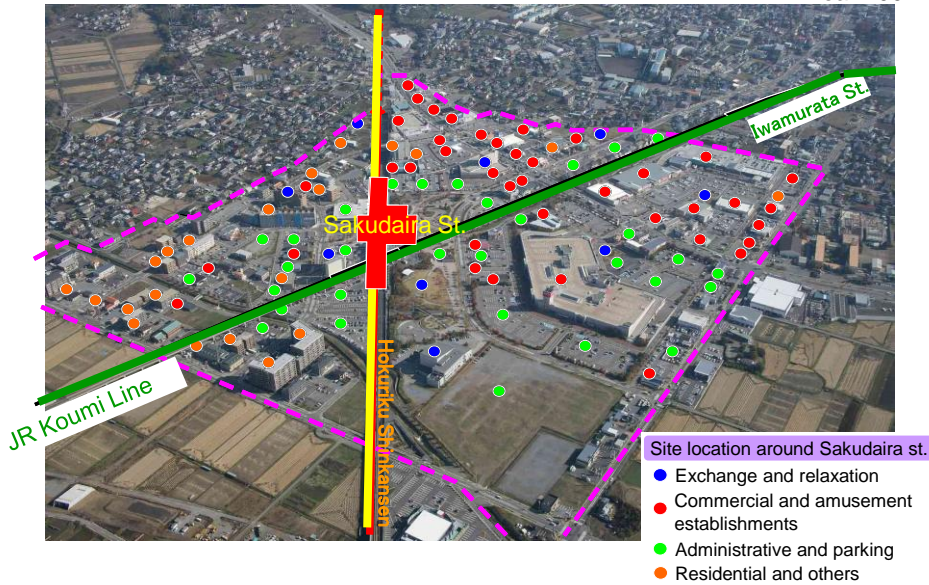 Iwamurata St.
Sakudaira St.
JR Koumi Line
Hokuriku Shinkansen
Site location around Sakudaira st.
Exchange and relaxation
Commercial and amusement
establishments
Administrative and parking
Residential and others